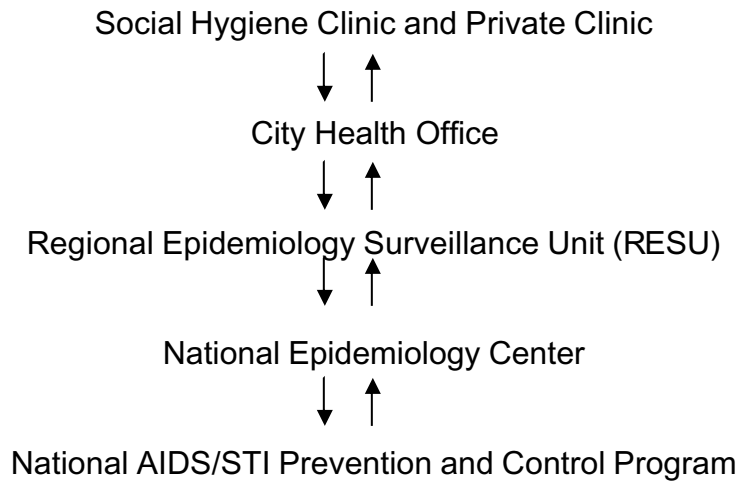 Social Hygiene Clinic and Private Clinic
City Health Office
Regional Epidemiology Surveillance Unit (RESU)
National Epidemiology Center
National AIDS/STI Prevention and Control Program